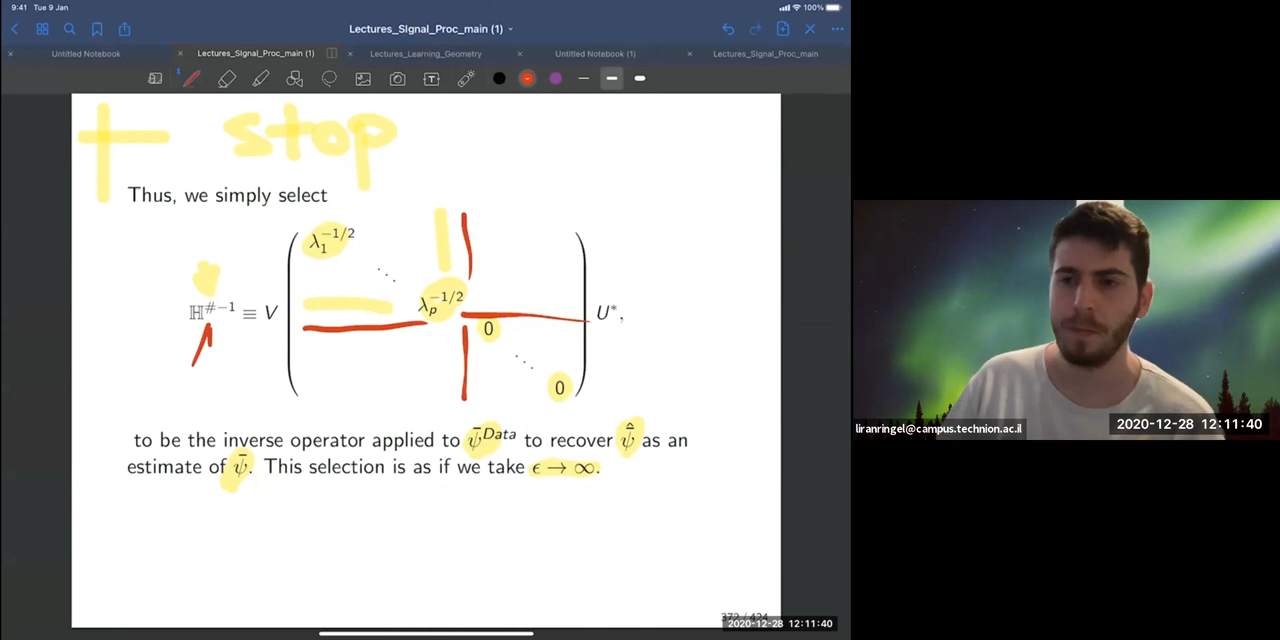 9:41 Tue 9 Jan
100%
Lectures_SIgnal_Proc_main (1)
Untitled Notebook
Lectures_SIgnal_Proc_main (1)
Lectures_Learning_Geometry
Untitled Notebook (1)
Lectures_SIgnal_Proc_main
+ stop
Thus, we simply select
λ₁^{-1/2}
⋱
ℍ^{#-1} ≡ V ( λ_p^{-1/2} ) U*,
0
⋱
0
to be the inverse operator applied to ψ̄^{Data} to recover ψ̄̂ as an
estimate of ψ̄. This selection is as if we take ϵ → ∞.
372 / 424
2020-12-28 12:11:40
liranringel@campus.technion.ac.il
2020-12-28 12:11:40